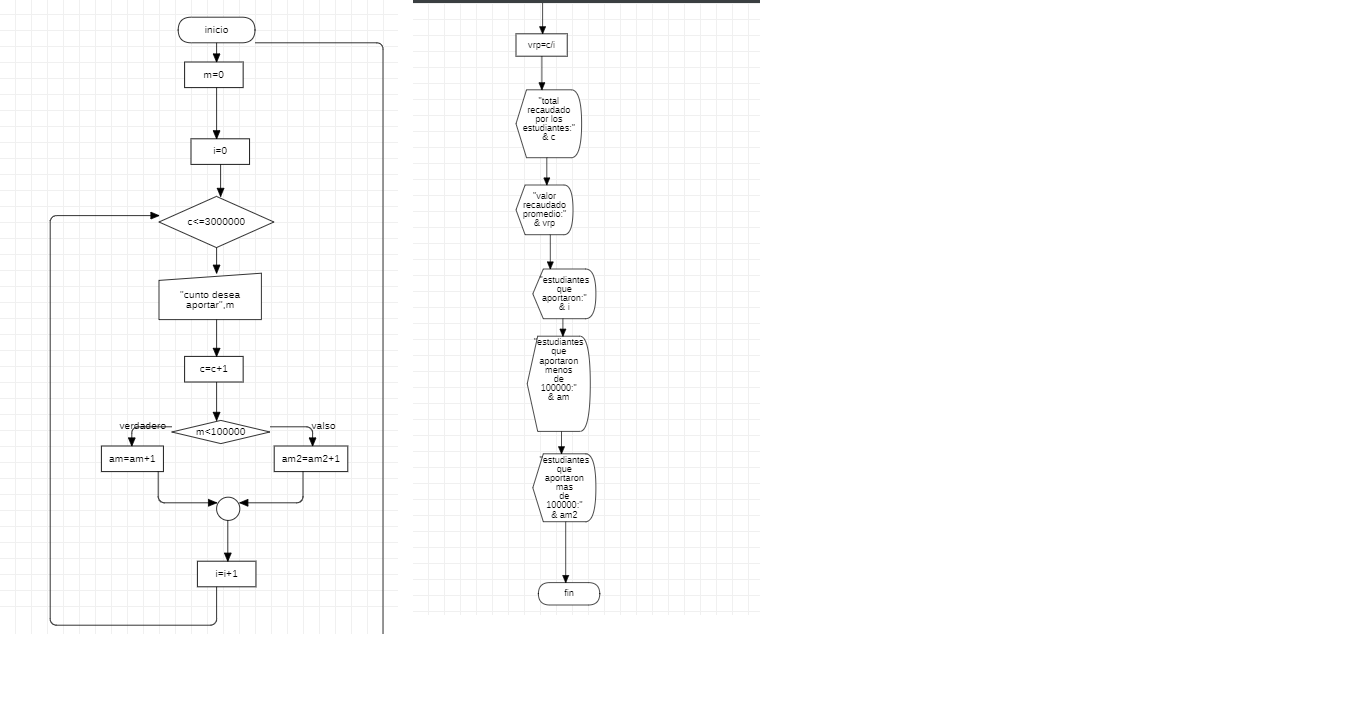 inicio
m=0
i=0
c<=3000000
"cunto desea
aportar",m
c=c+1
verdadero
m<100000
valso
am=am+1
am2=am2+1
i=i+1
vrp=c/i
"total
recaudado
por los
estudiantes:"
& c
"valor
recaudado
promedio:"
& vrp
"estudiantes
que
aportaron:"
& i
"estudiantes
que
aportaron
menos
de
100000:"
& am
"estudiantes
que
aportaron
mas
de
100000:"
& am2
fin